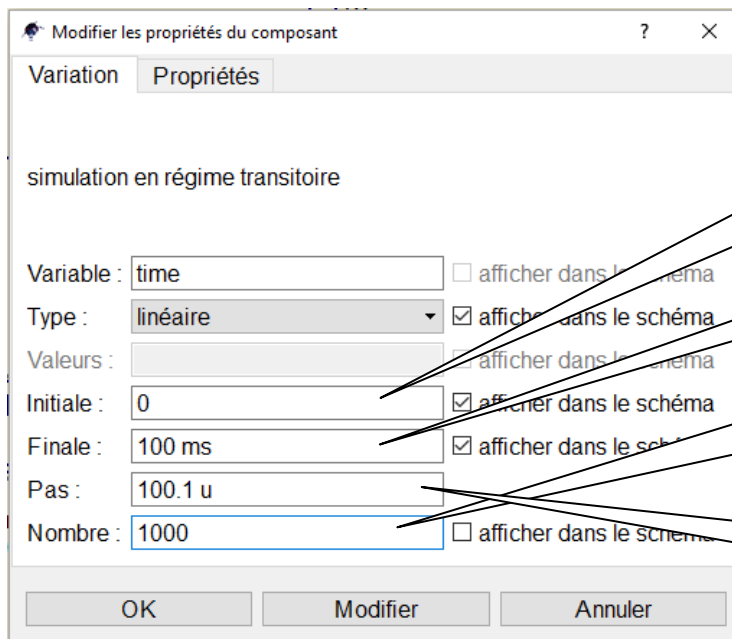 Modifier les propriétés du composant ?
Variation Propriétés
simulation en régime transitoire
Variable : time afficher dans le schéma
Type : linéaire afficher dans le schéma
Valeurs : afficher dans le schéma
Initiale : 0 afficher dans le schéma
Finale : 100 ms afficher dans le schéma
Pas : 100.1 u
Nombre : 1000 afficher dans le schéma
OK Modifier Annuler